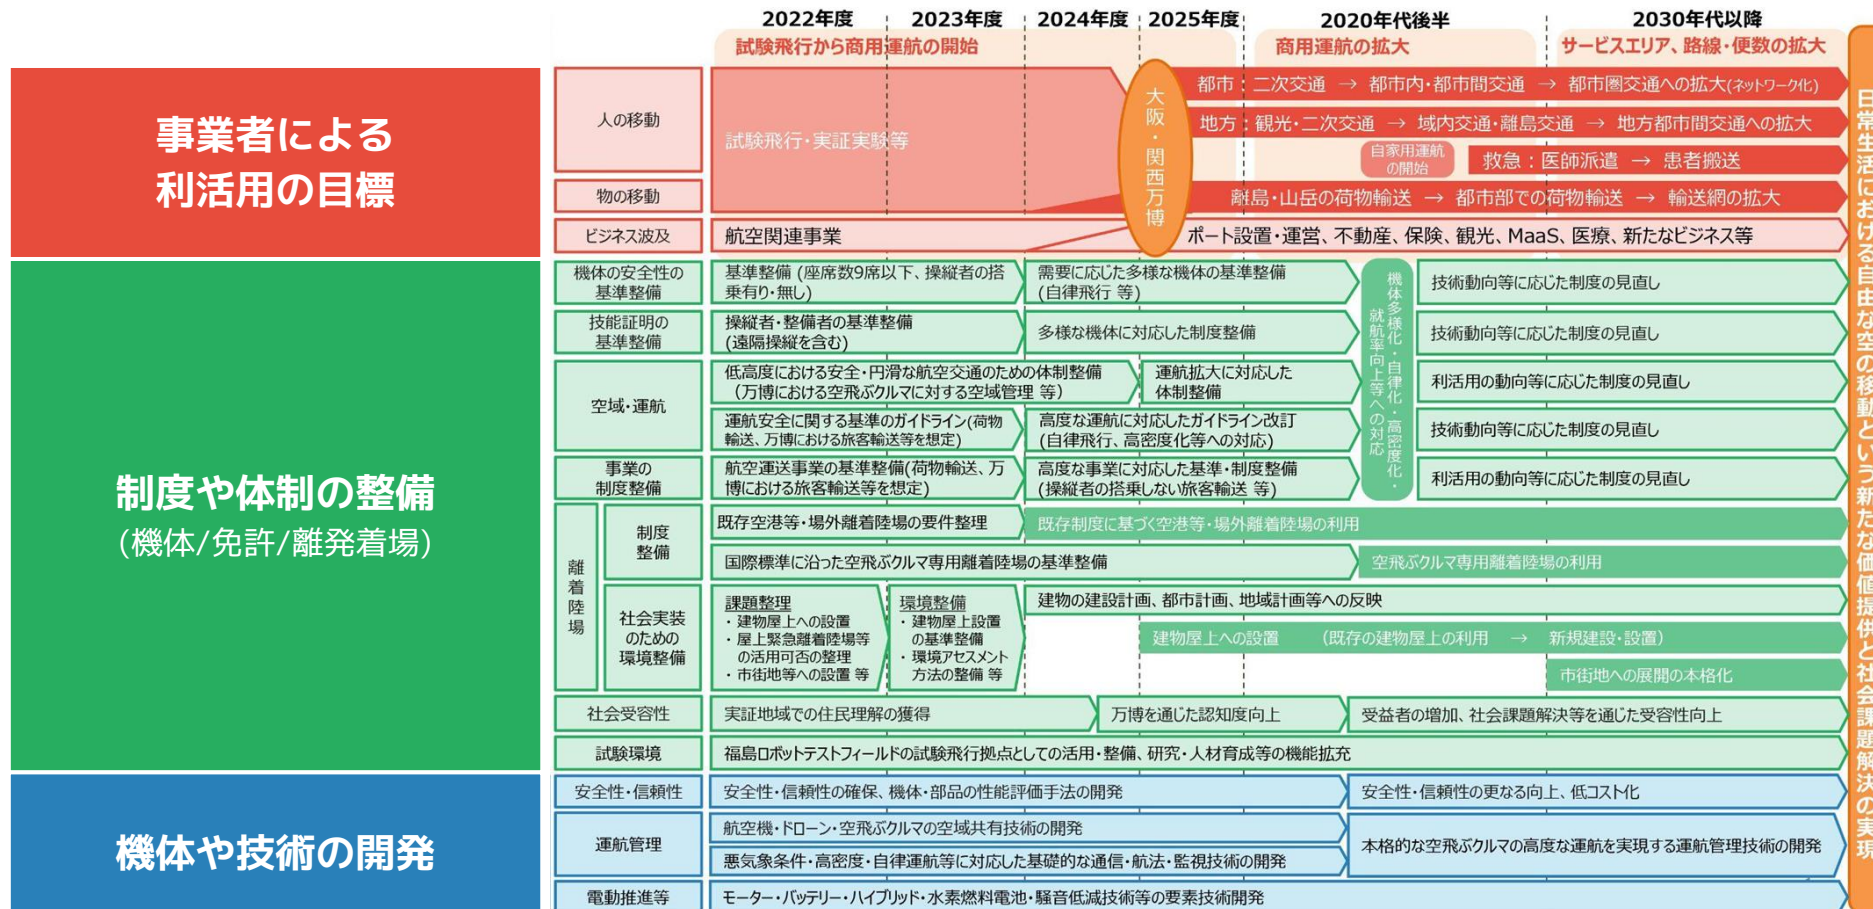 2022年度
2023年度
2024年度
2025年度
2020年代後半
2030年代以降
試験飛行から商用運航の開始
商用運航の拡大
サービスエリア、路線・便数の拡大
事業者による
利活用の目標
人の移動
試験飛行・実証実験等
大阪・関西万博
都市：二次交通 → 都市内・都市間交通 → 都市圏交通への拡大(ネットワーク化)
地方：観光・二次交通 → 域内交通・離島交通 → 地方都市間交通への拡大
自家用運航
の開始
救急：医師派遣 → 患者搬送
物の移動
離島・山岳の荷物輸送 → 都市部での荷物輸送 → 輸送網の拡大
ビジネス波及
航空関連事業
ポート設置・運営、不動産、保険、観光、MaaS、医療、新たなビジネス等
制度や体制の整備
（機体/免許/離発着場）
機体の安全性の
基準整備
基準整備 (座席数9席以下、操縦者の搭
乗有り・無し)
需要に応じた多様な機体の基準整備
(自律飛行 等)
機体多様化・自律化・高密度化・
就航率向上等への対応
技術動向等に応じた制度の見直し
技能証明の
基準整備
操縦者・整備者の基準整備
(遠隔操縦を含む)
多様な機体に対応した制度整備
技術動向等に応じた制度の見直し
空域・運航
低高度における安全・円滑な航空交通のための体制整備
（万博における空飛ぶクルマに対する空域管理 等）
運航拡大に対応した
体制整備
利活用の動向等に応じた制度の見直し
運航安全に関する基準のガイドライン(荷物
輸送、万博における旅客輸送等を想定)
高度な運航に対応したガイドライン改訂
(自律飛行、高密度化等への対応)
技術動向等に応じた制度の見直し
事業の
制度整備
航空運送事業の基準整備(荷物輸送、万
博における旅客輸送等を想定)
高度な事業に対応した基準・制度整備
(操縦者の搭乗しない旅客輸送 等)
利活用の動向等に応じた制度の見直し
離着陸場
制度
整備
既存空港等・場外離着陸場の要件整理
既存制度に基づく空港等・場外離着陸場の利用
国際標準に沿った空飛ぶクルマ専用離着陸場の基準整備
空飛ぶクルマ専用離着陸場の利用
社会実装
のための
環境整備
課題整理
・建物屋上への設置
・屋上緊急離着陸場等
の活用可否の整理
・市街地等への設置 等
環境整備
・建物屋上設置
の基準整備
・環境アセスメント
方法の整備 等
建物の建設計画、都市計画、地域計画等への反映
建物屋上への設置 （既存の建物屋上の利用 → 新規建設・設置）
市街地への展開の本格化
社会受容性
実証地域での住民理解の獲得
万博を通じた認知度向上
受益者の増加、社会課題解決等を通じた受容性向上
試験環境
福島ロボットテストフィールドの試験飛行拠点としての活用・整備、研究・人材育成等の機能拡充
機体や技術の開発
安全性・信頼性
安全性・信頼性の確保、機体・部品の性能評価手法の開発
安全性・信頼性の更なる向上、低コスト化
運航管理
航空機・ドローン・空飛ぶクルマの空域共有技術の開発
悪気象条件・高密度・自律運航等に対応した基礎的な通信・航法・監視技術の開発
本格的な空飛ぶクルマの高度な運航を実現する運航管理技術の開発
電動推進等
モーター・バッテリー・ハイブリッド・水素燃料電池・騒音低減技術等の要素技術開発
日常生活における自由な空の移動という新たな価値提供と社会課題解決の実現